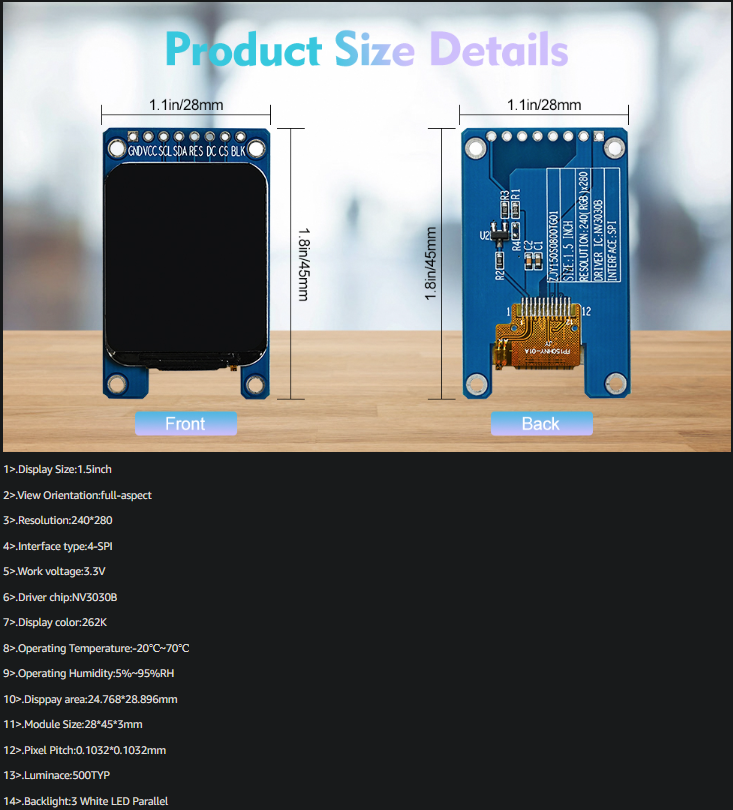 Product Size Details
1.1in/28mm
1.1in/28mm
GND VCC SCL SDA RES DC CS BLK
1.8in/45mm
1.8in/45mm
R3
R1
U2
R4
R2
C2
C1
ZJY150S0800TG01
SIZE:1.5 INCH
RESOLUTION:240(RGB)x280
DRIVER IC:NV3030B
INTERFACE:SPI
1
12
12
JY
FP150HNY-01A
A K
Front
Back
1>.Display Size:1.5inch
2>.View Orientation:full-aspect
3>.Resolution:240*280
4>.Interface type:4-SPI
5>.Work voltage:3.3V
6>.Driver chip:NV3030B
7>.Display color:262K
8>.Operating Temperature:-20℃~70℃
9>.Operating Humidity:5%~95%RH
10>.Disppay area:24.768*28.896mm
11>.Module Size:28*45*3mm
12>.Pixel Pitch:0.1032*0.1032mm
13>.Luminace:500TYP
14>.Backlight:3 White LED Parallel